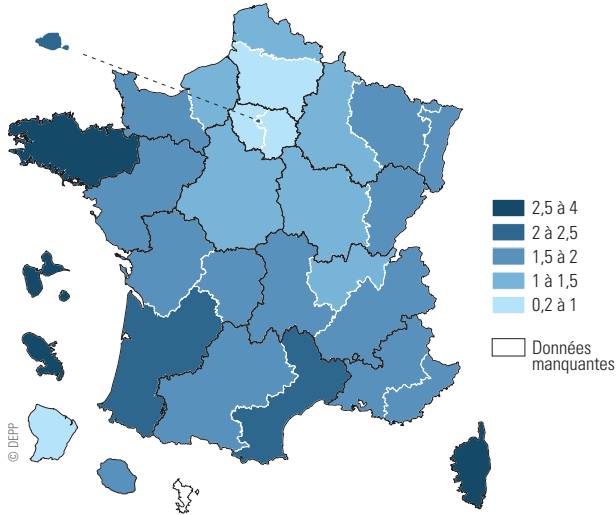 2,5 à 4
2 à 2,5
1,5 à 2
1 à 1,5
0,2 à 1
Données
manquantes
© DEPP